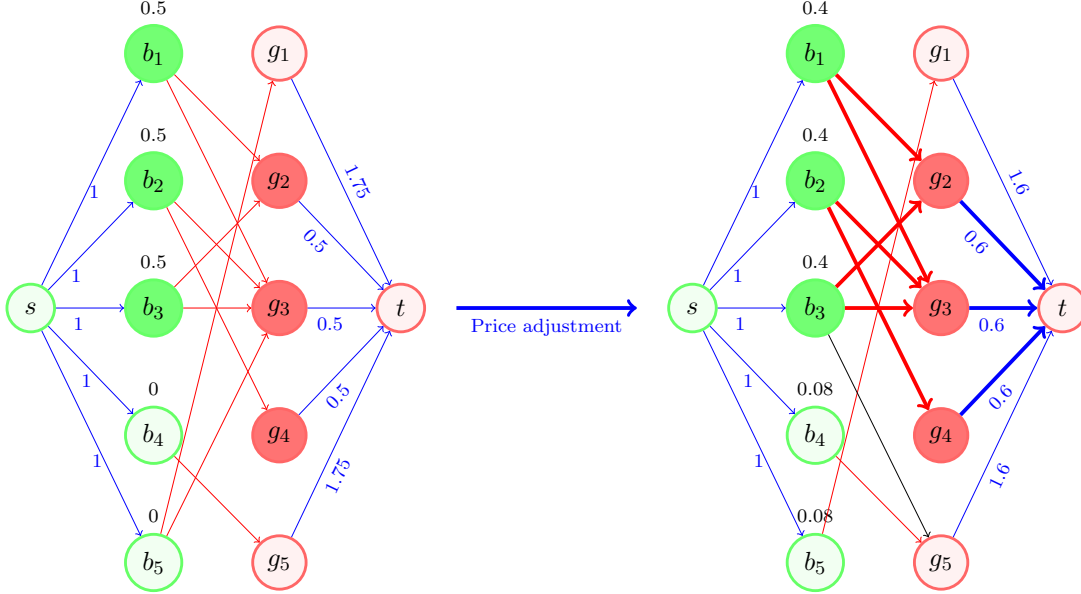 0.5 0.4
b₁ g₁ b₁ g₁
0.5 0.4
1.75 1.6
b₂ g₂ b₂ g₂
1 1
0.5 0.6
0.5 0.4
1 1
s b₃ g₃ t s b₃ g₃ t
1 0.5 Price adjustment 1 0.6
0 0.08
1 0.5 1 0.6
b₄ g₄ b₄ g₄
1 1.75 1 1.6
0 0.08
b₅ g₅ b₅ g₅